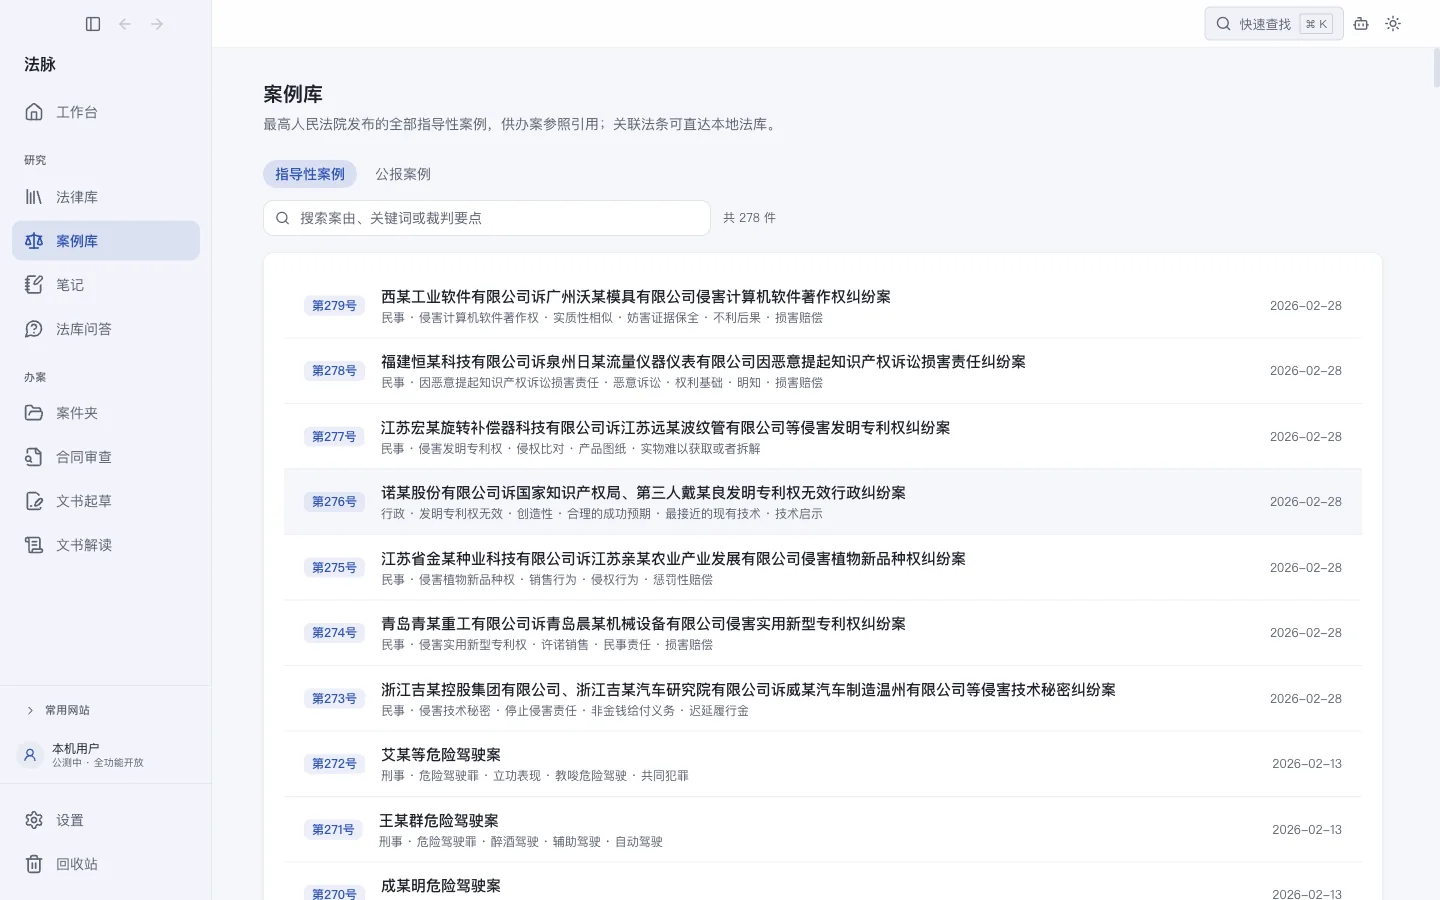 快速查找 ⌘ K
法脉
工作台
研究
法律库
案例库
笔记
法库问答
办案
案件夹
合同审查
文书起草
文书解读
常用网站
本机用户
公测中 · 全功能开放
设置
回收站
案例库
最高人民法院发布的全部指导性案例，供办案参照引用；关联法条可直达本地法库。
指导性案例 公报案例
搜索案由、关键词或裁判要点 共 278 件
第279号 西某工业软件有限公司诉广州沃某模具有限公司侵害计算机软件著作权纠纷案 2026-02-28
民事 · 侵害计算机软件著作权 · 实质性相似 · 妨害证据保全 · 不利后果 · 损害赔偿
第278号 福建恒某科技有限公司诉泉州日某流量仪器仪表有限公司因恶意提起知识产权诉讼损害责任纠纷案 2026-02-28
民事 · 因恶意提起知识产权诉讼损害责任 · 恶意诉讼 · 权利基础 · 明知 · 损害赔偿
第277号 江苏宏某旋转补偿器科技有限公司诉江苏远某波纹管有限公司等侵害发明专利权纠纷案 2026-02-28
民事 · 侵害发明专利权 · 侵权比对 · 产品图纸 · 实物难以获取或者拆解
第276号 诺某股份有限公司诉国家知识产权局、第三人戴某良发明专利权无效行政纠纷案 2026-02-28
行政 · 发明专利权无效 · 创造性 · 合理的成功预期 · 最接近的现有技术 · 技术启示
第275号 江苏省金某种业科技有限公司诉江苏亲某农业产业发展有限公司侵害植物新品种权纠纷案 2026-02-28
民事 · 侵害植物新品种权 · 销售行为 · 侵权行为 · 惩罚性赔偿
第274号 青岛青某重工有限公司诉青岛晨某机械设备有限公司侵害实用新型专利权纠纷案 2026-02-28
民事 · 侵害实用新型专利权 · 许诺销售 · 民事责任 · 损害赔偿
第273号 浙江吉某控股集团有限公司、浙江吉某汽车研究院有限公司诉威某汽车制造温州有限公司等侵害技术秘密纠纷案 2026-02-28
民事 · 侵害技术秘密 · 停止侵害责任 · 非金钱给付义务 · 迟延履行金
第272号 艾某等危险驾驶案 2026-02-13
刑事 · 危险驾驶罪 · 立功表现 · 教唆危险驾驶 · 共同犯罪
第271号 王某群危险驾驶案 2026-02-13
刑事 · 危险驾驶罪 · 醉酒驾驶 · 辅助驾驶 · 自动驾驶
第270号 成某明危险驾驶案 2026-02-13